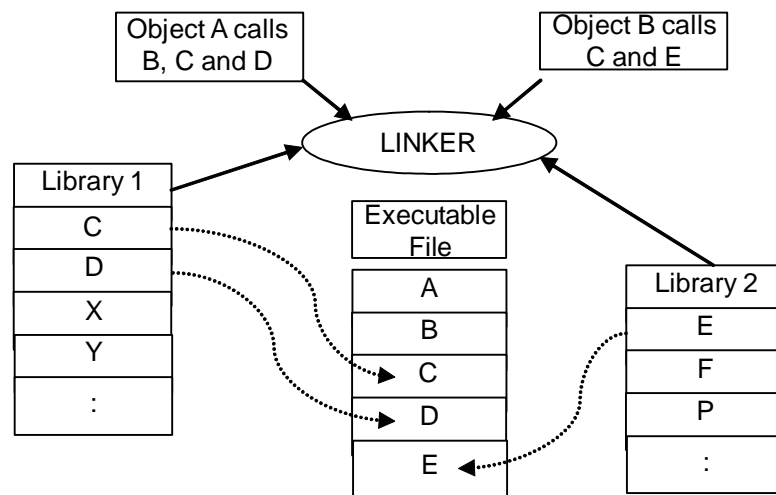 Object A calls
B, C and D
Object B calls
C and E
LINKER
Library 1
C
D
X
Y
:
Executable
File
A
B
C
D
E
Library 2
E
F
P
: